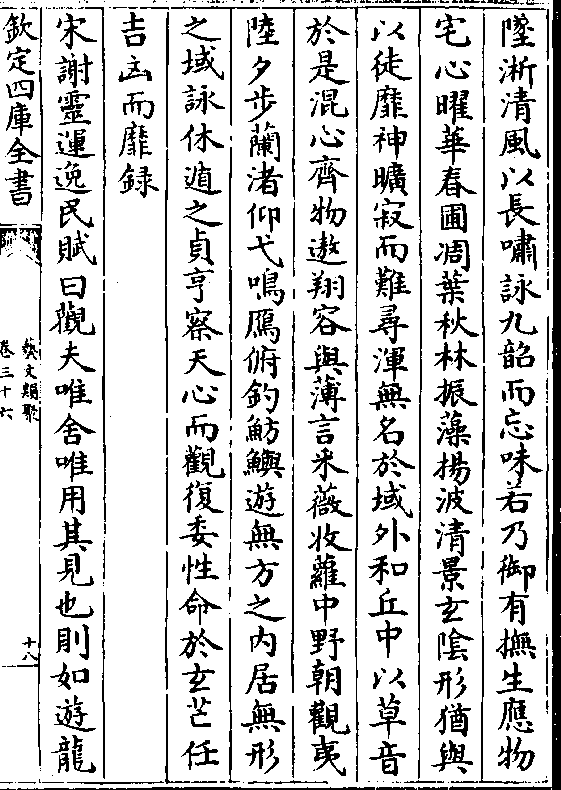 墜淅清風以長嘯詠九韶而忘味若乃御有撫生應物
宅心曜華春圃凋葉秋林振藻揚波清景玄陰形猶與
以徒靡神曠寂而難尋渾無名於域外和丘中以草音
於是混心齊物遨翔容與薄言釆薇收蘿中野朝觀夷
陸夕步蘭渚仰弋鳴鴈俯釣魴鱮遊無方之内居無形
之域詠休遁之貞亨察天心而觀復委性命於玄芒任
吉凶而靡録
宋謝靈運逸民賦曰觀夫唯舍唯用其見也則如遊龍
欽定四庫全書
藝文類聚
卷三十六
十八